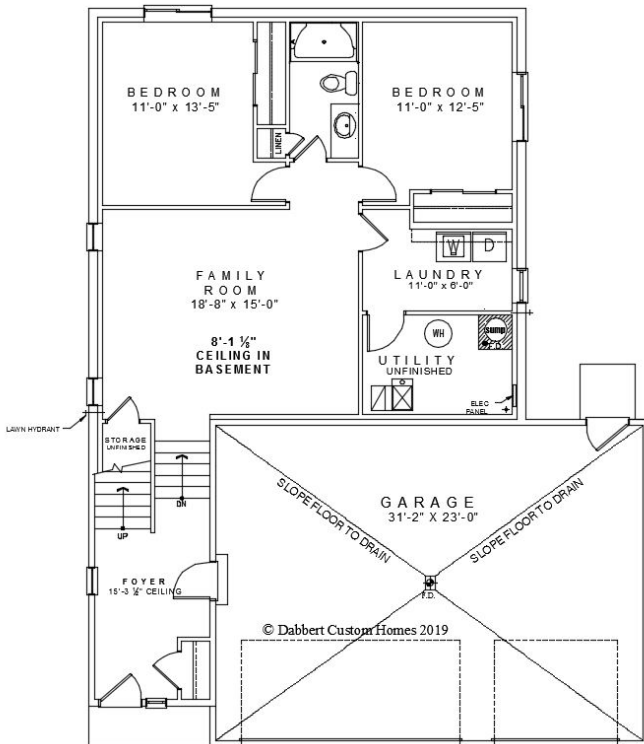 BEDROOM
11'-0" x 13'-5"
BEDROOM
11'-0" x 12'-5"
LINEN
W
D
LAUNDRY
11'-0" x 6'-0"
FAMILY
ROOM
18'-8" x 15'-0"
8'-1 ⅛"
CEILING IN
BASEMENT
WH
sump
F.D.
UTILITY
UNFINISHED
ELEC
PANEL
LAWN HYDRANT
STORAGE
UNFINISHED
UP
DN
GARAGE
31'-2" X 23'-0"
SLOPE FLOOR TO DRAIN
SLOPE FLOOR TO DRAIN
F.D.
FOYER
15'-3 ⅛" CEILING
© Dabbert Custom Homes 2019